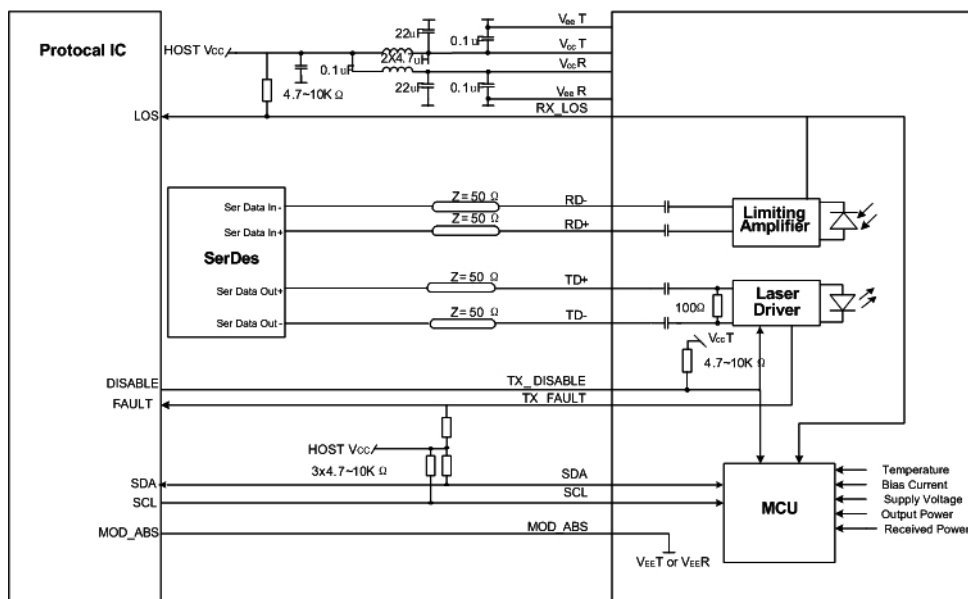 Protocal IC
HOST Vcc
22uF
0.1uF
VeeT
VccT
2X4.7uH
0.1uF
VccR
4.7~10K Ω
22uF
0.1uF
VeeR
LOS
RX_LOS
Ser Data In-
Z= 50 Ω
RD-
Limiting
Amplifier
Ser Data In+
Z= 50 Ω
RD+
SerDes
Ser Data Out+
Z= 50 Ω
TD+
Laser
Driver
100Ω
Ser Data Out-
Z= 50 Ω
TD-
VccT
4.7~10K Ω
DISABLE
TX_DISABLE
FAULT
TX_FAULT
HOST Vcc
3x4.7~10K Ω
SDA
SDA
SCL
SCL
MCU
Temperature
Bias Current
Supply Voltage
Output Power
Received Power
MOD_ABS
MOD_ABS
VEET or VEER